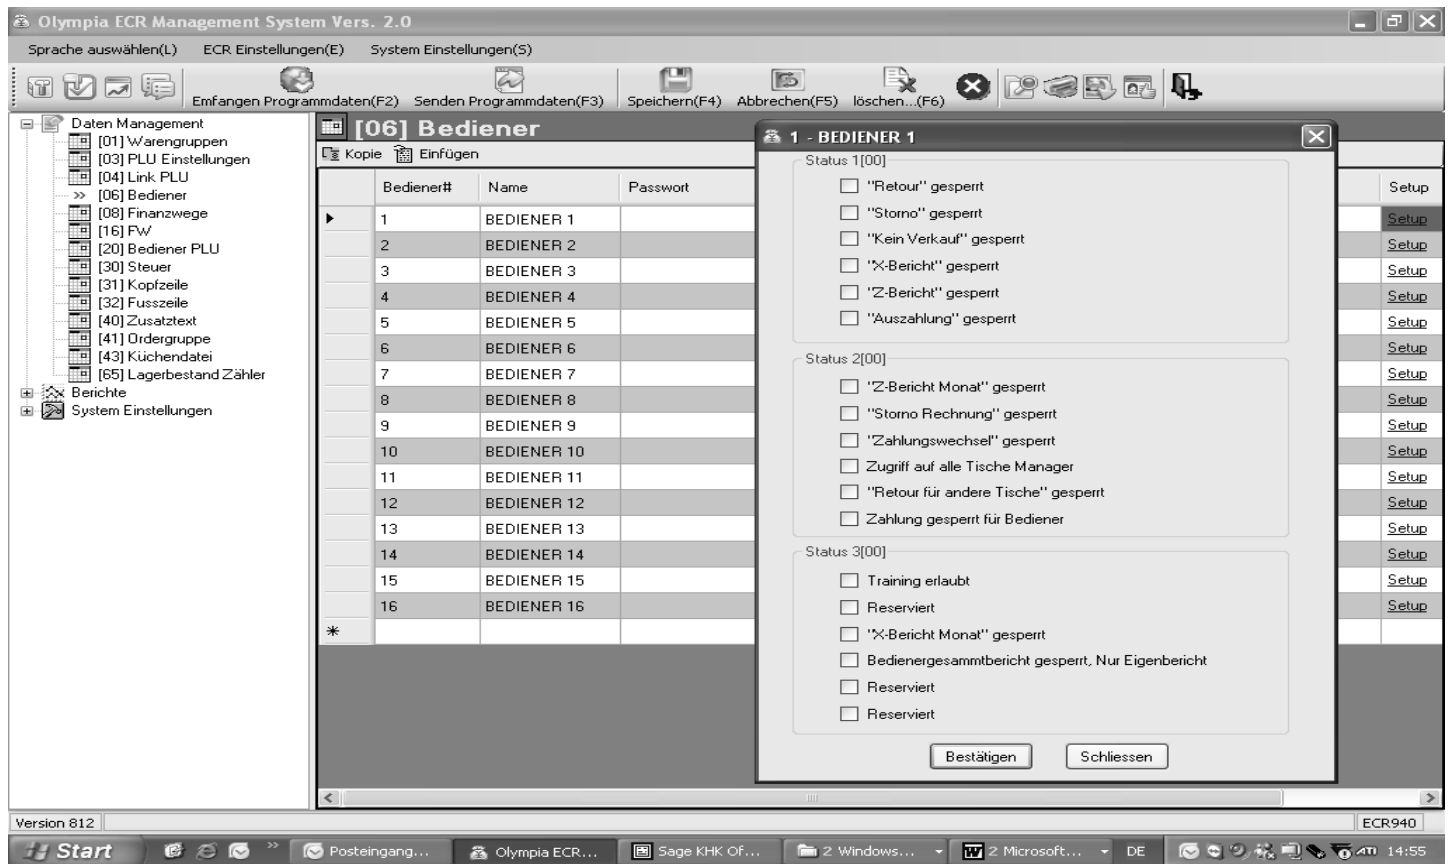 Olympia ECR Management System Vers. 2.0
Sprache auswählen(L) ECR Einstellungen(E) System Einstellungen(S)
Emfangen Programmdaten(F2) Senden Programmdaten(F3) Speichern(F4) Abbrechen(F5) löschen...(F6)
Daten Management
[01] Warengruppen
[03] PLU Einstellungen
[04] Link PLU
[06] Bediener
[08] Finanzwege
[16] FW
[20] Bediener PLU
[30] Steuer
[31] Kopfzeile
[32] Fusszeile
[40] Zusatztext
[41] Ordergruppe
[43] Küchendatei
[65] Lagerbestand Zähler
Berichte
System Einstellungen
[06] Bediener
Kopie Einfügen
Bediener# Name Passwort Setup
1 BEDIENER 1 Setup
2 BEDIENER 2 Setup
3 BEDIENER 3 Setup
4 BEDIENER 4 Setup
5 BEDIENER 5 Setup
6 BEDIENER 6 Setup
7 BEDIENER 7 Setup
8 BEDIENER 8 Setup
9 BEDIENER 9 Setup
10 BEDIENER 10 Setup
11 BEDIENER 11 Setup
12 BEDIENER 12 Setup
13 BEDIENER 13 Setup
14 BEDIENER 14 Setup
15 BEDIENER 15 Setup
16 BEDIENER 16 Setup
1 - BEDIENER 1
Status 1[00]
"Retour" gesperrt
"Storno" gesperrt
"Kein Verkauf" gesperrt
"X-Bericht" gesperrt
"Z-Bericht" gesperrt
"Auszahlung" gesperrt
Status 2[00]
"Z-Bericht Monat" gesperrt
"Storno Rechnung" gesperrt
"Zahlungswechsel" gesperrt
Zugriff auf alle Tische Manager
"Retour für andere Tische" gesperrt
Zahlung gesperrt für Bediener
Status 3[00]
Training erlaubt
Reserviert
"X-Bericht Monat" gesperrt
Bedienergesammtbericht gesperrt, Nur Eigenbericht
Reserviert
Reserviert
Bestätigen Schliessen
Version 812 ECR940
Start Posteingang... Olympia ECR... Sage KHK Of... 2 Windows... 2 Microsoft... DE 14:55